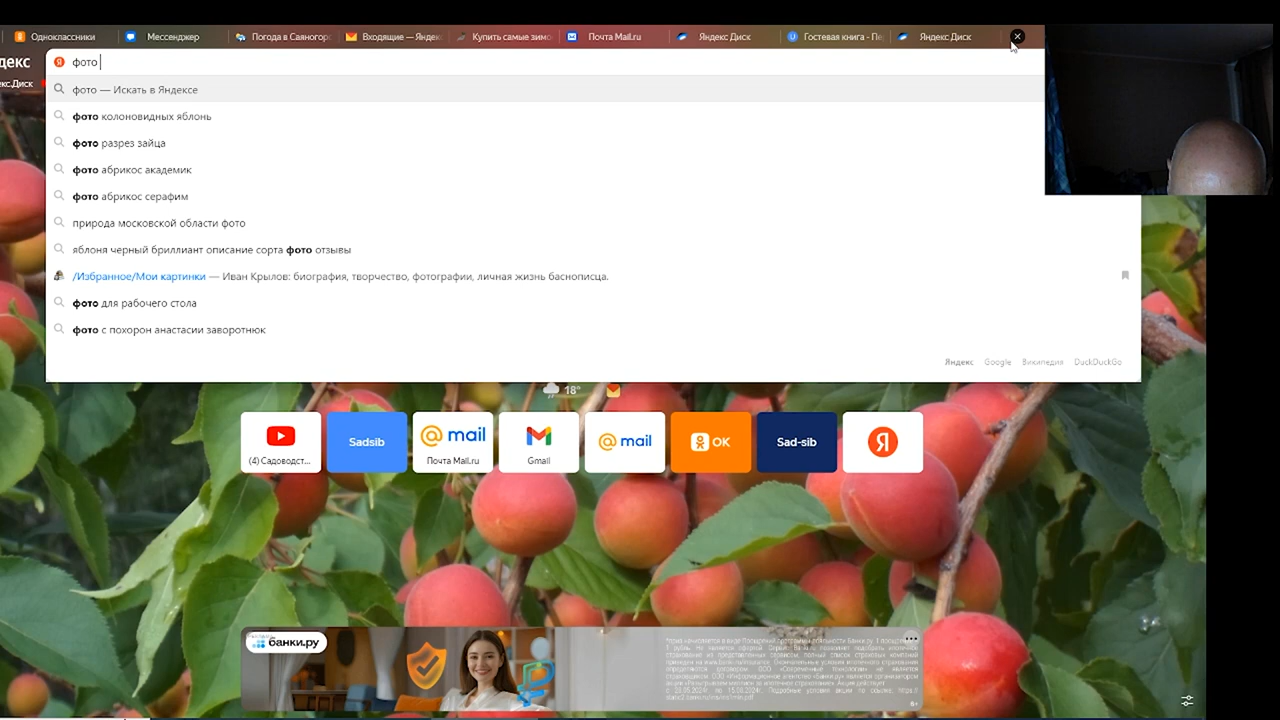 Одноклассники
Мессенджер
Погода в Саяногорс
Входящие — Яндекс
Купить самые зимо
Почта Mail.ru
Яндекс Диск
Гостевая книга - Пе
Яндекс Диск
фото
кс.Диск
фото — Искать в Яндексе
фото колоновидных яблонь
фото разрез зайца
фото абрикос академик
фото абрикос серафим
природа московской области фото
яблоня черный бриллиант описание сорта фото отзывы
/Избранное/Мои картинки — Иван Крылов: биография, творчество, фотографии, личная жизнь баснописца.
фото для рабочего стола
фото с похорон анастасии заворотнюк
Яндекс Google Википедия DuckDuckGo
18°
Sadsib
@mail
@mail
OK
Sad-sib
Я
(4) Садоводст...
Почта Mail.ru
Gmail
банки.ру
6+